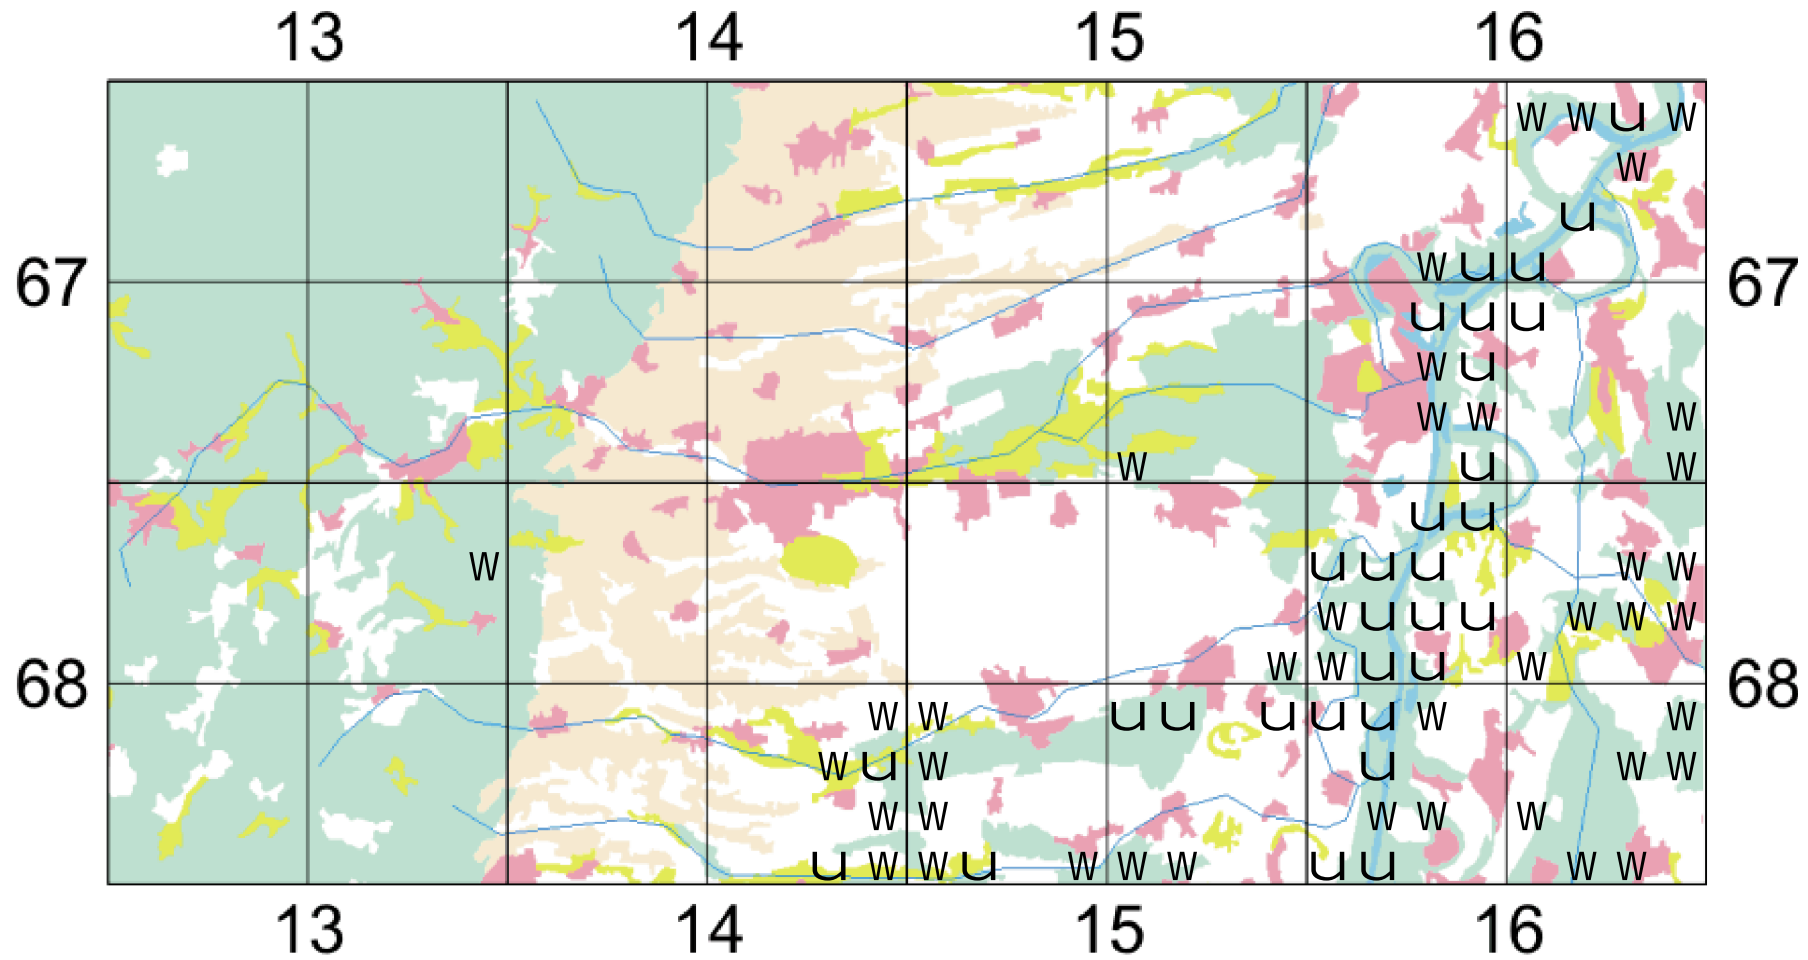 13 14 15 16
w w u w
w
u
67 w u u 67
u u u
w u
w w w
w u w
u u
w u u u w w
w u u u w w w
w w u u w
68 68
w w u u u u u w w
w u w u w w
w w w w w
u w w u w w w u u w w
13 14 15 16